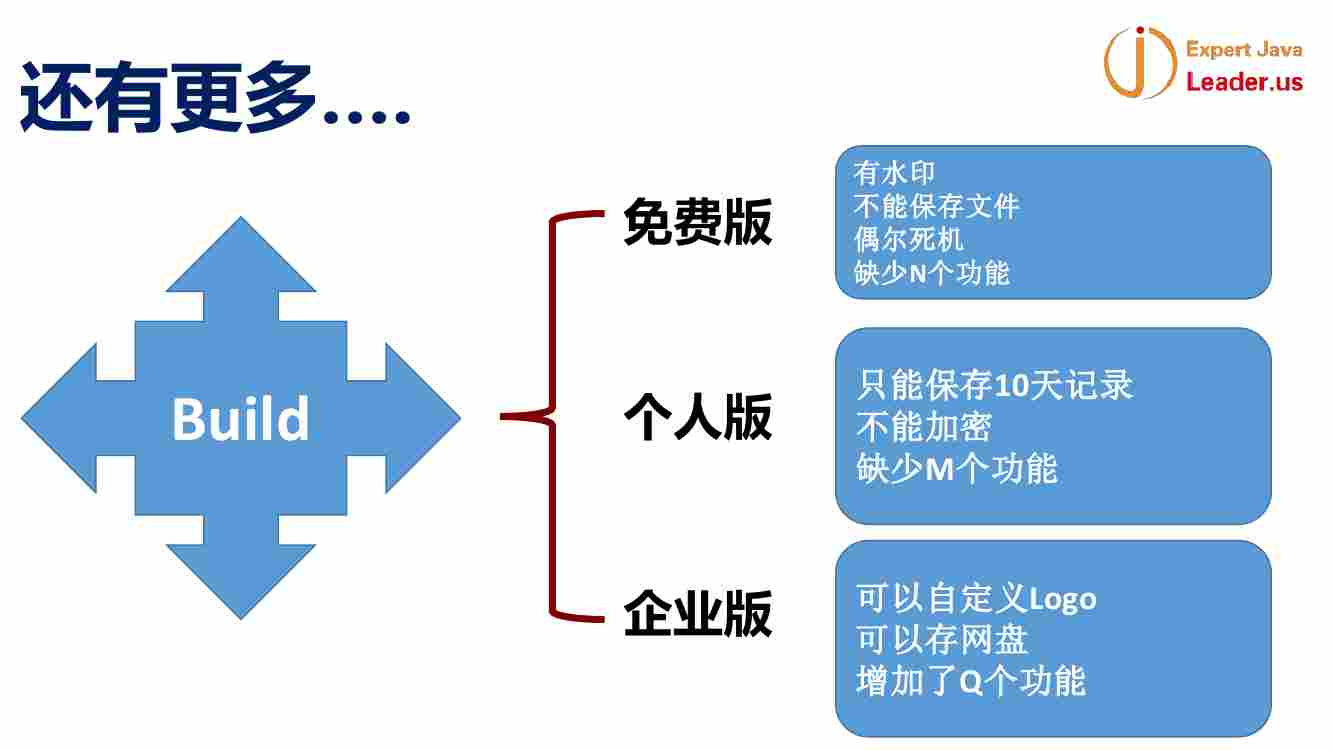 还有更多....
Expert Java
Leader.us
Build
免费版
有水印
不能保存文件
偶尔死机
缺少N个功能
个人版
只能保存10天记录
不能加密
缺少M个功能
企业版
可以自定义Logo
可以存网盘
增加了Q个功能